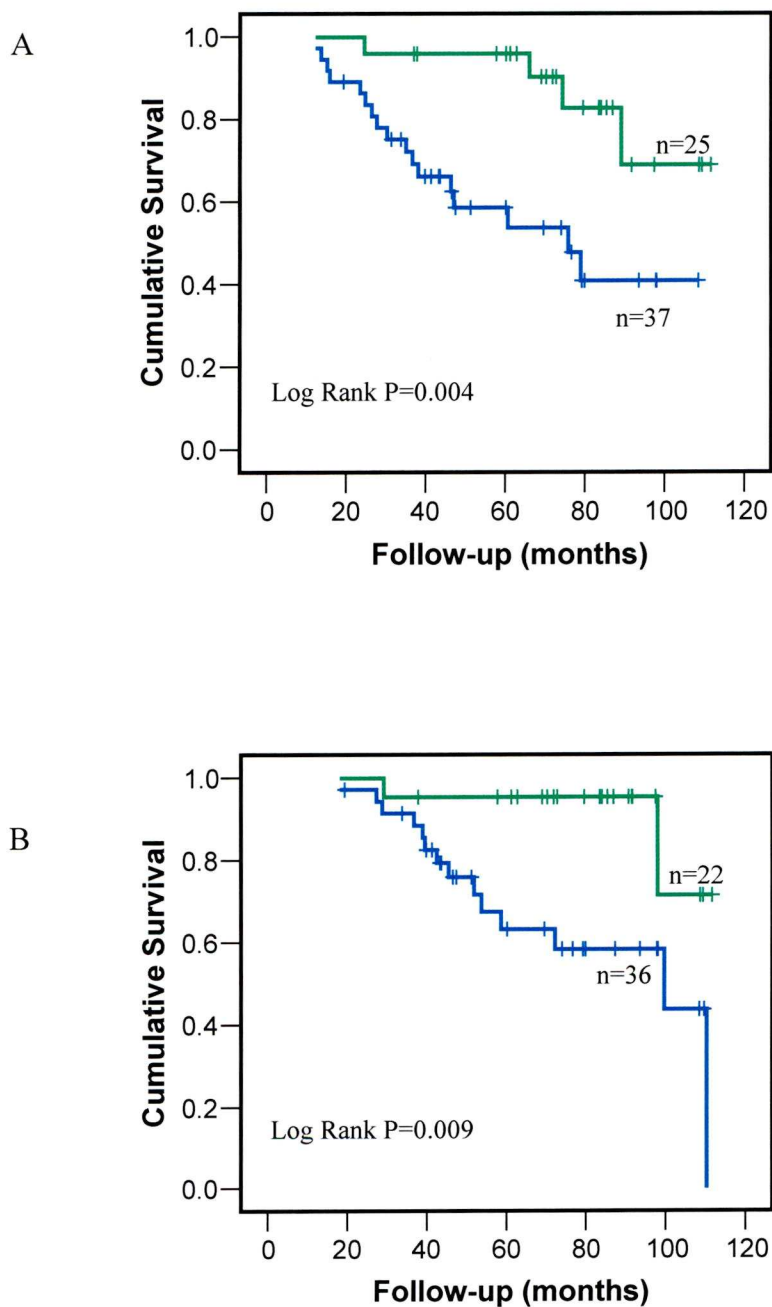 A
1.0
0.8
0.6
0.4
0.2
0.0
Cumulative Survival
n=25
n=37
Log Rank P=0.004
0 20 40 60 80 100 120
Follow-up (months)
B
1.0
0.8
0.6
0.4
0.2
0.0
Cumulative Survival
n=22
n=36
Log Rank P=0.009
0 20 40 60 80 100 120
Follow-up (months)